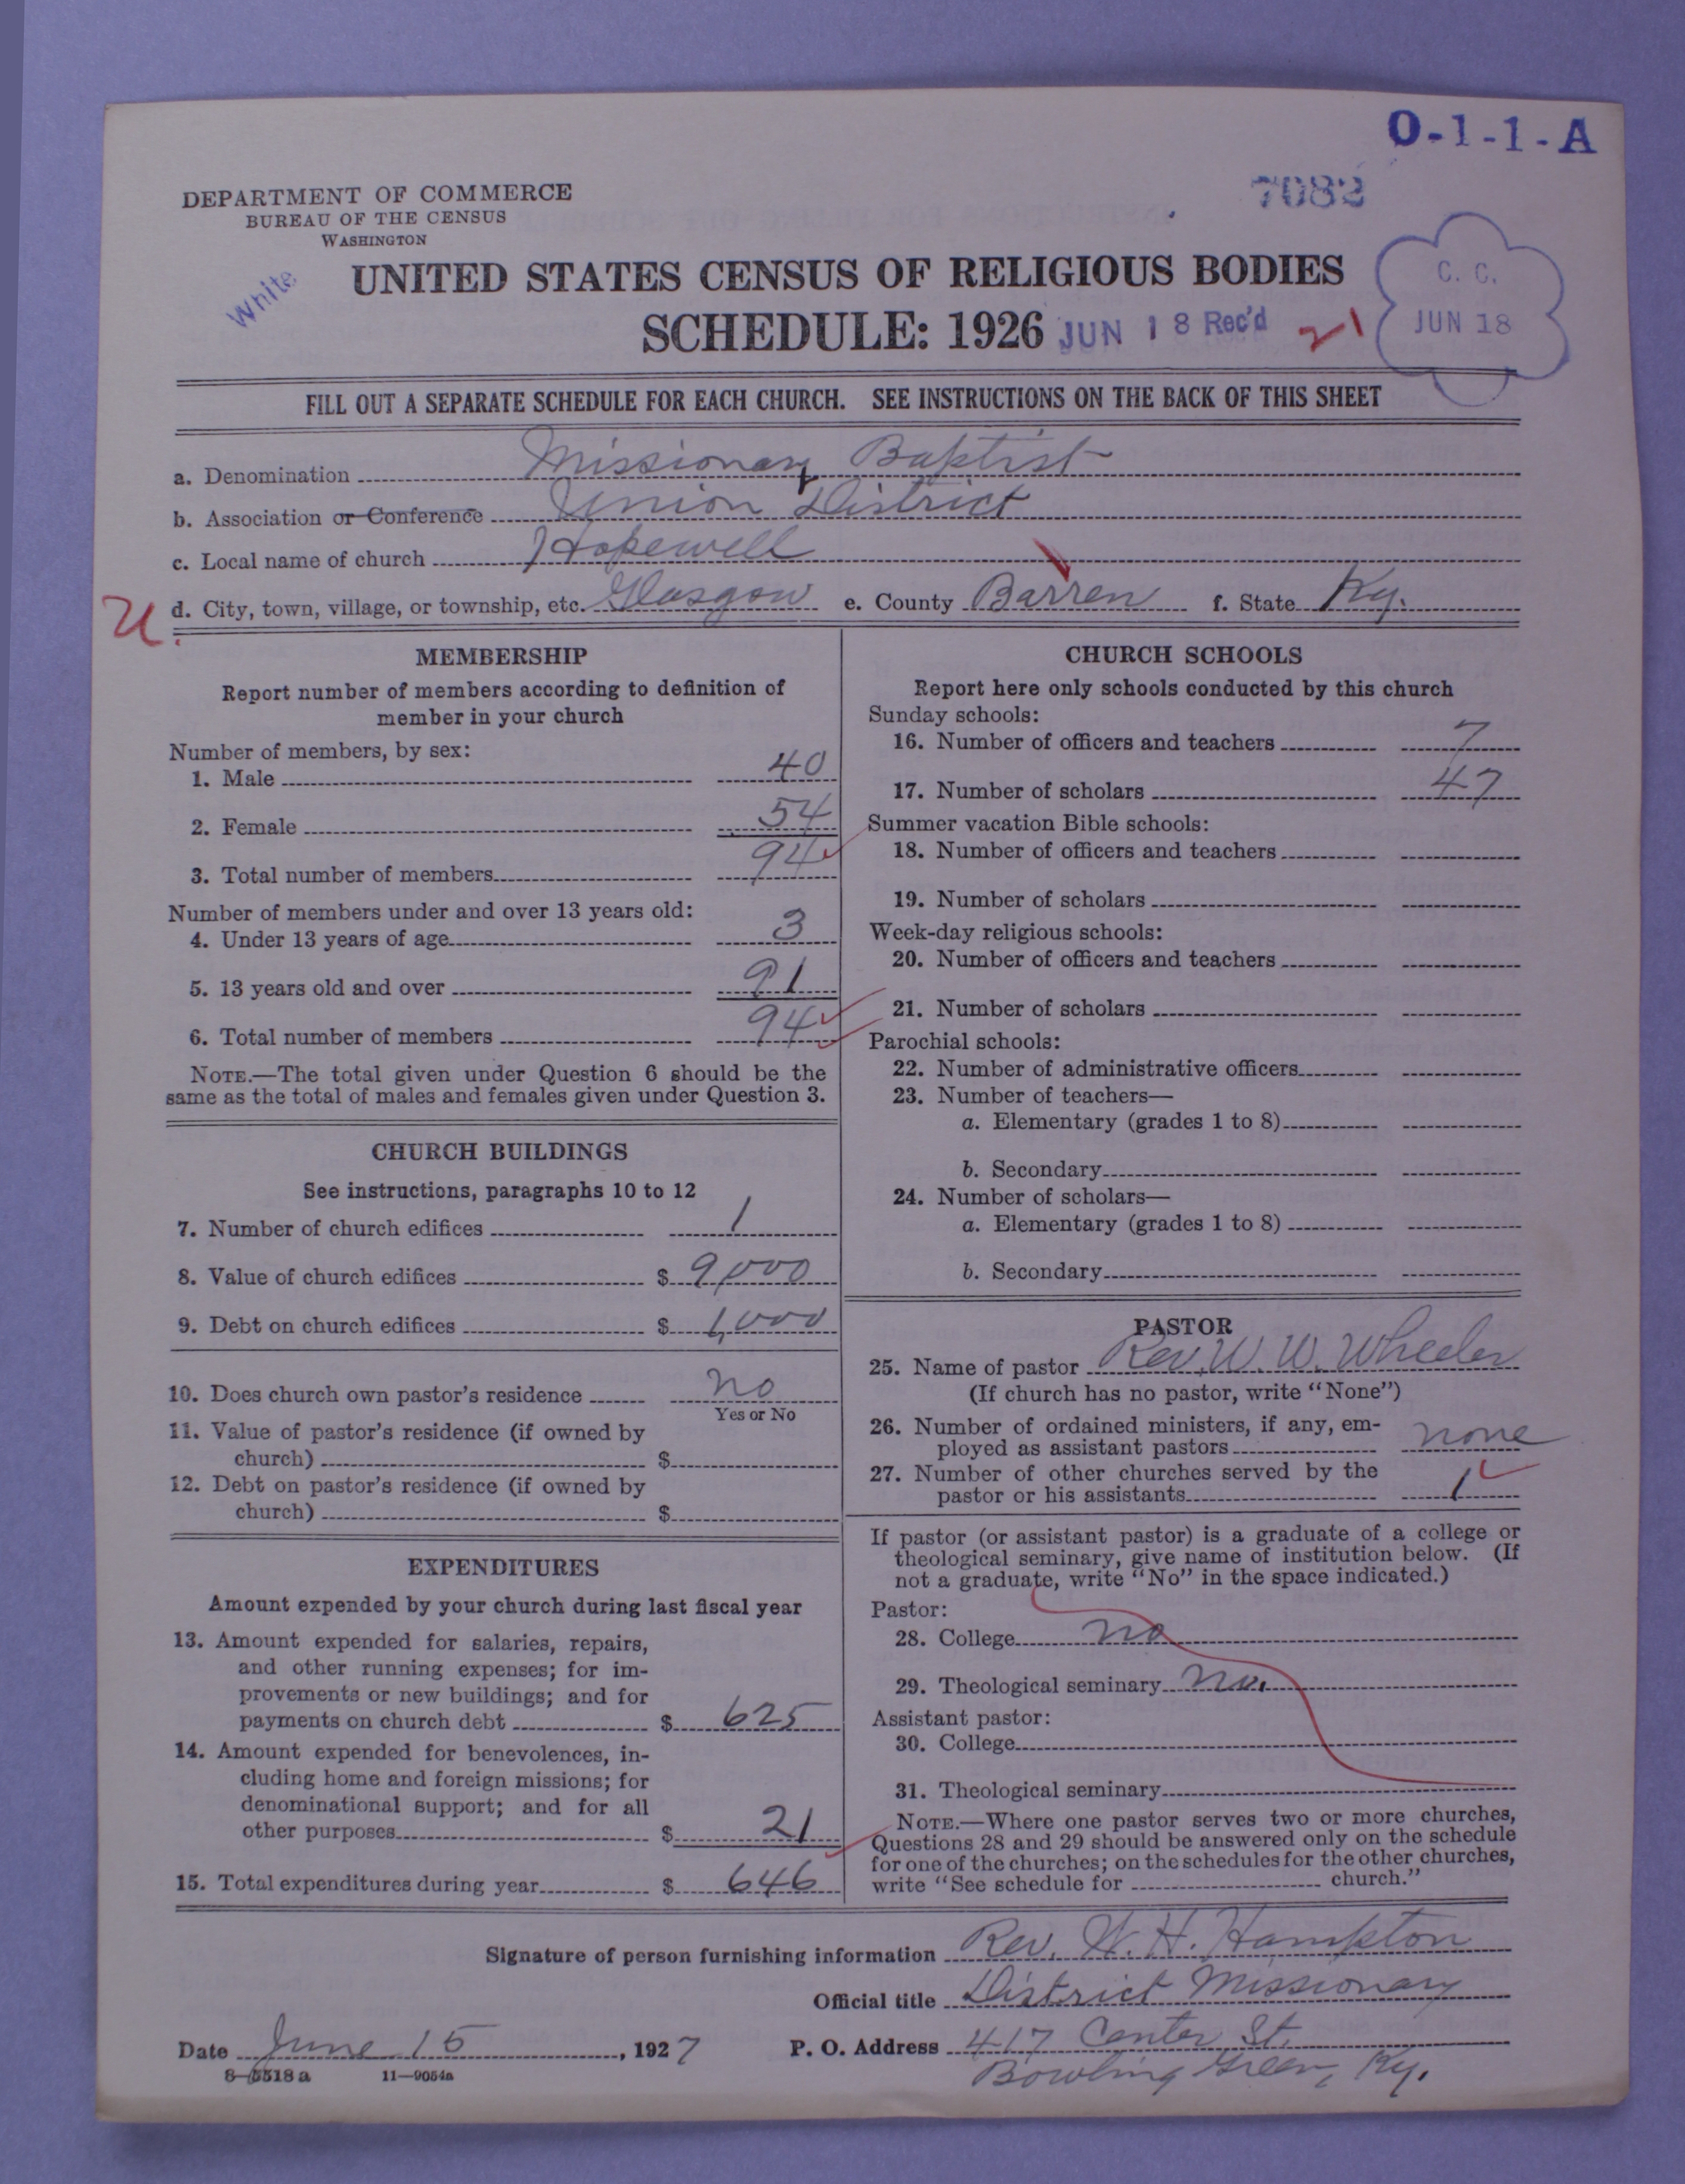 O-1-1-A
7082
DEPARTMENT OF COMMERCE
BUREAU OF THE CENSUS
WASHINGTON
White
UNITED STATES CENSUS OF RELIGIOUS BODIES
SCHEDULE: 1926 JUN 18 Rec'd 21
C. C.
JUN 18
FILL OUT A SEPARATE SCHEDULE FOR EACH CHURCH. SEE INSTRUCTIONS ON THE BACK OF THIS SHEET
a. Denomination Missionary Baptist
b. Association or Conference Union District
c. Local name of church Hopewell
d. City, town, village, or township, etc. Glasgow e. County Barren f. State Ky.
U.
MEMBERSHIP
Report number of members according to definition of
member in your church
Number of members, by sex:
1. Male 40
2. Female 54
3. Total number of members 94
Number of members under and over 13 years old:
4. Under 13 years of age 3
5. 13 years old and over 91
6. Total number of members 94
NOTE.—The total given under Question 6 should be the
same as the total of males and females given under Question 3.
CHURCH BUILDINGS
See instructions, paragraphs 10 to 12
7. Number of church edifices 1
8. Value of church edifices $ 9,000
9. Debt on church edifices $ 1,000
10. Does church own pastor's residence no
Yes or No
11. Value of pastor's residence (if owned by
church) $
12. Debt on pastor's residence (if owned by
church) $
EXPENDITURES
Amount expended by your church during last fiscal year
13. Amount expended for salaries, repairs,
and other running expenses; for im-
provements or new buildings; and for
payments on church debt $ 625
14. Amount expended for benevolences, in-
cluding home and foreign missions; for
denominational support; and for all
other purposes $ 21
15. Total expenditures during year $ 646
CHURCH SCHOOLS
Report here only schools conducted by this church
Sunday schools:
16. Number of officers and teachers 7
17. Number of scholars 47
Summer vacation Bible schools:
18. Number of officers and teachers
19. Number of scholars
Week-day religious schools:
20. Number of officers and teachers
21. Number of scholars
Parochial schools:
22. Number of administrative officers
23. Number of teachers—
a. Elementary (grades 1 to 8)
b. Secondary
24. Number of scholars—
a. Elementary (grades 1 to 8)
b. Secondary
PASTOR
25. Name of pastor Rev. W. W. Wheeler
(If church has no pastor, write "None")
26. Number of ordained ministers, if any, em-
ployed as assistant pastors none
27. Number of other churches served by the
pastor or his assistants 1
If pastor (or assistant pastor) is a graduate of a college or
theological seminary, give name of institution below. (If
not a graduate, write "No" in the space indicated.)
Pastor:
28. College no
29. Theological seminary no.
Assistant pastor:
30. College
31. Theological seminary
NOTE.—Where one pastor serves two or more churches,
Questions 28 and 29 should be answered only on the schedule
for one of the churches; on the schedules for the other churches,
write "See schedule for church."
Signature of person furnishing information Rev. W. H. Hampton
Official title District Missionary
Date June 15, 1927 P. O. Address 417 Center St.
Bowling Green, Ky.
8-5518a 11-9054a